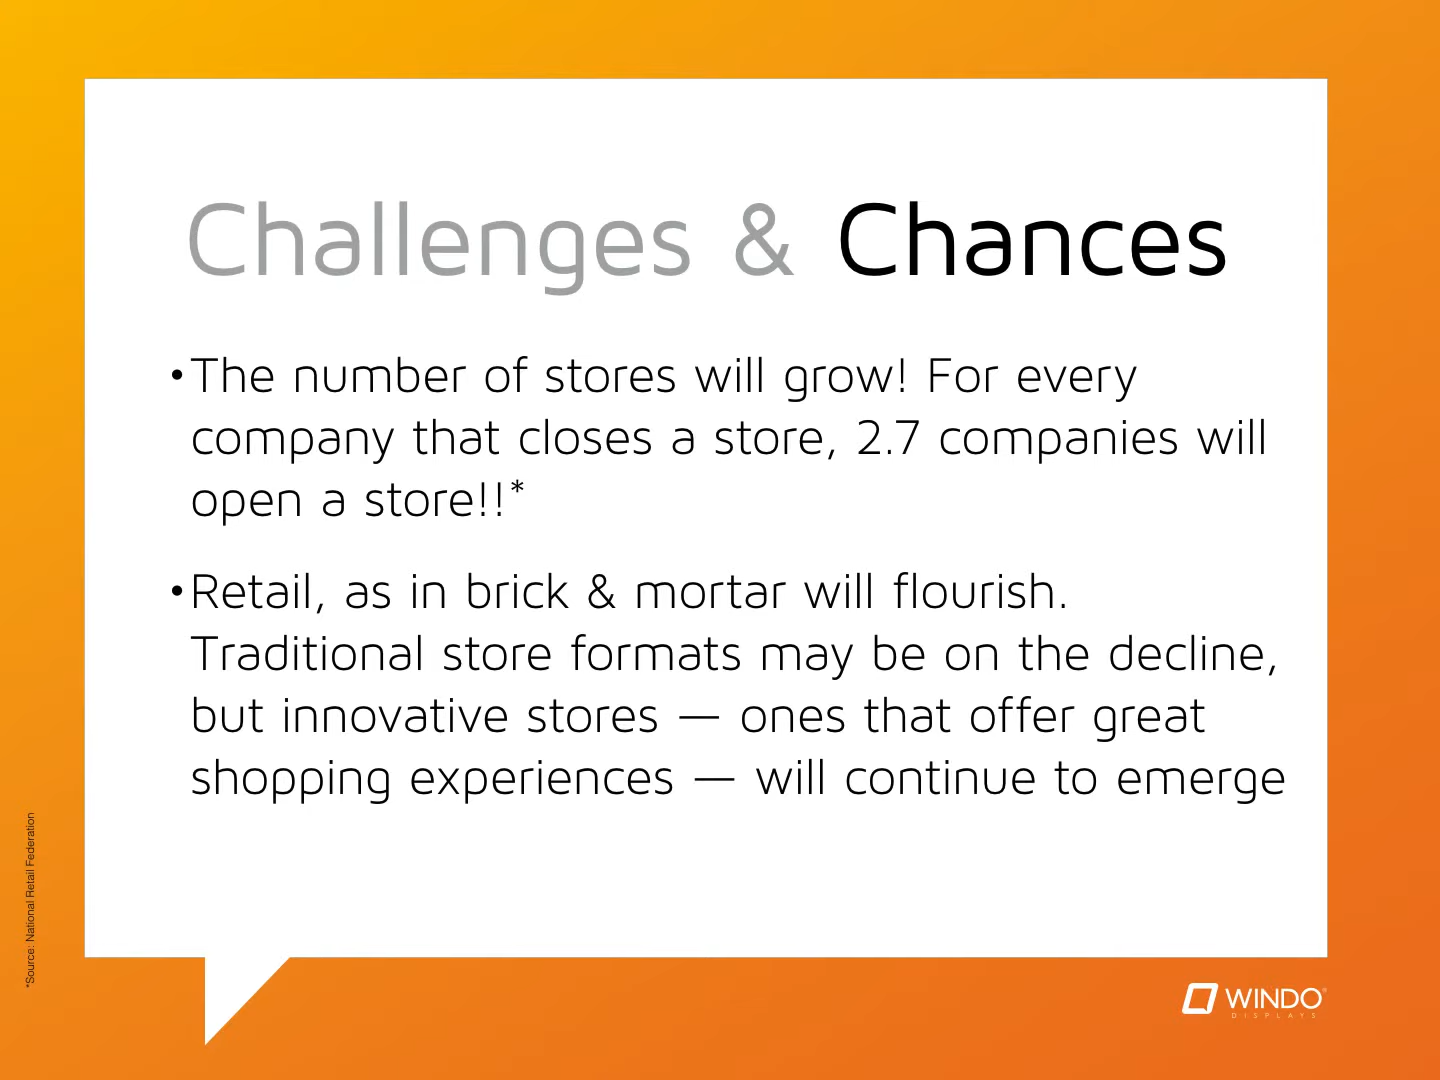 Challenges & Chances
•The number of stores will grow! For every
company that closes a store, 2.7 companies will
open a store!!*
•Retail, as in brick & mortar will flourish.
Traditional store formats may be on the decline,
but innovative stores — ones that offer great
shopping experiences — will continue to emerge
*Source: National Retail Federation
WINDO®
DISPLAYS